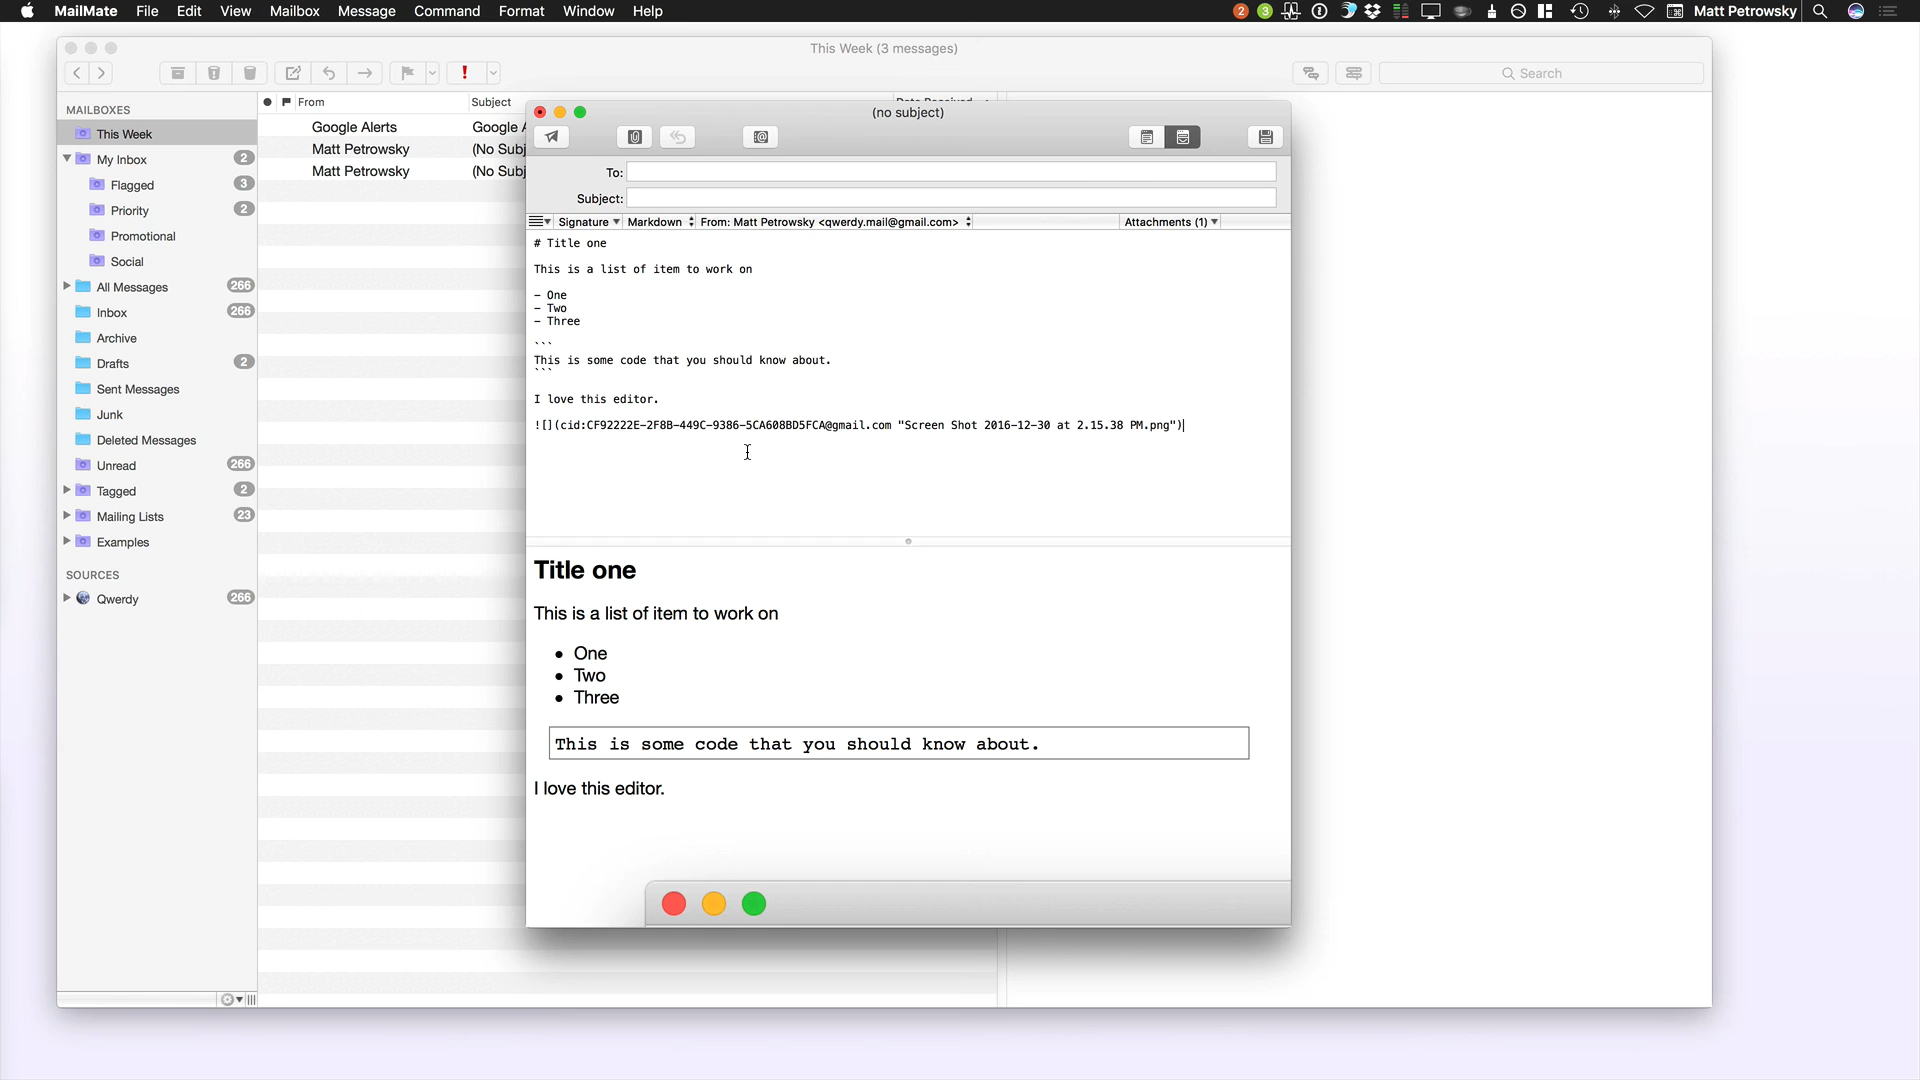 MailMate File Edit View Mailbox Message Command Format Window Help 2 3 Matt Petrowsky
This Week (3 messages)
Search
MAILBOXES
This Week
My Inbox 2
Flagged 3
Priority 2
Promotional
Social
All Messages 266
Inbox 266
Archive
Drafts 2
Sent Messages
Junk
Deleted Messages
Unread 266
Tagged 2
Mailing Lists 23
Examples
SOURCES
Qwerdy 266
From Subject
Google Alerts Google A
Matt Petrowsky (No Subj
Matt Petrowsky (No Subj
(no subject)
To:
Subject:
Signature Markdown From: Matt Petrowsky <qwerdy.mail@gmail.com> Attachments (1)
# Title one
This is a list of item to work on
- One
- Two
- Three
```
This is some code that you should know about.
```
I love this editor.
![](cid:CF92222E-2F8B-449C-9386-5CA608BD5FCA@gmail.com "Screen Shot 2016-12-30 at 2.15.38 PM.png")
Title one
This is a list of item to work on
• One
• Two
• Three
This is some code that you should know about.
I love this editor.